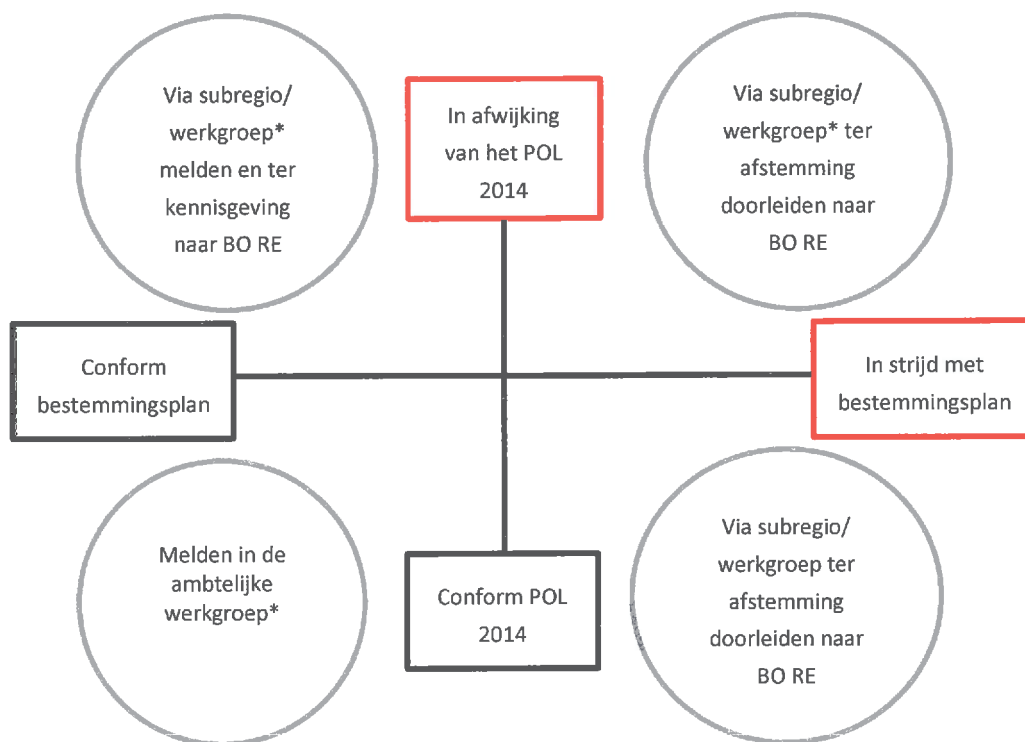 Via subregio/
werkgroep*
melden en ter
kennisgeving
naar BO RE
In afwijking
van het POL
2014
Via subregio/
werkgroep* ter
afstemming
doorleiden naar
BO RE
Conform
bestemmingsplan
In strijd met
bestemmingsplan
Melden in de
ambtelijke
werkgroep*
Conform POL
2014
Via subregio/
werkgroep ter
afstemming
doorleiden naar
BO RE